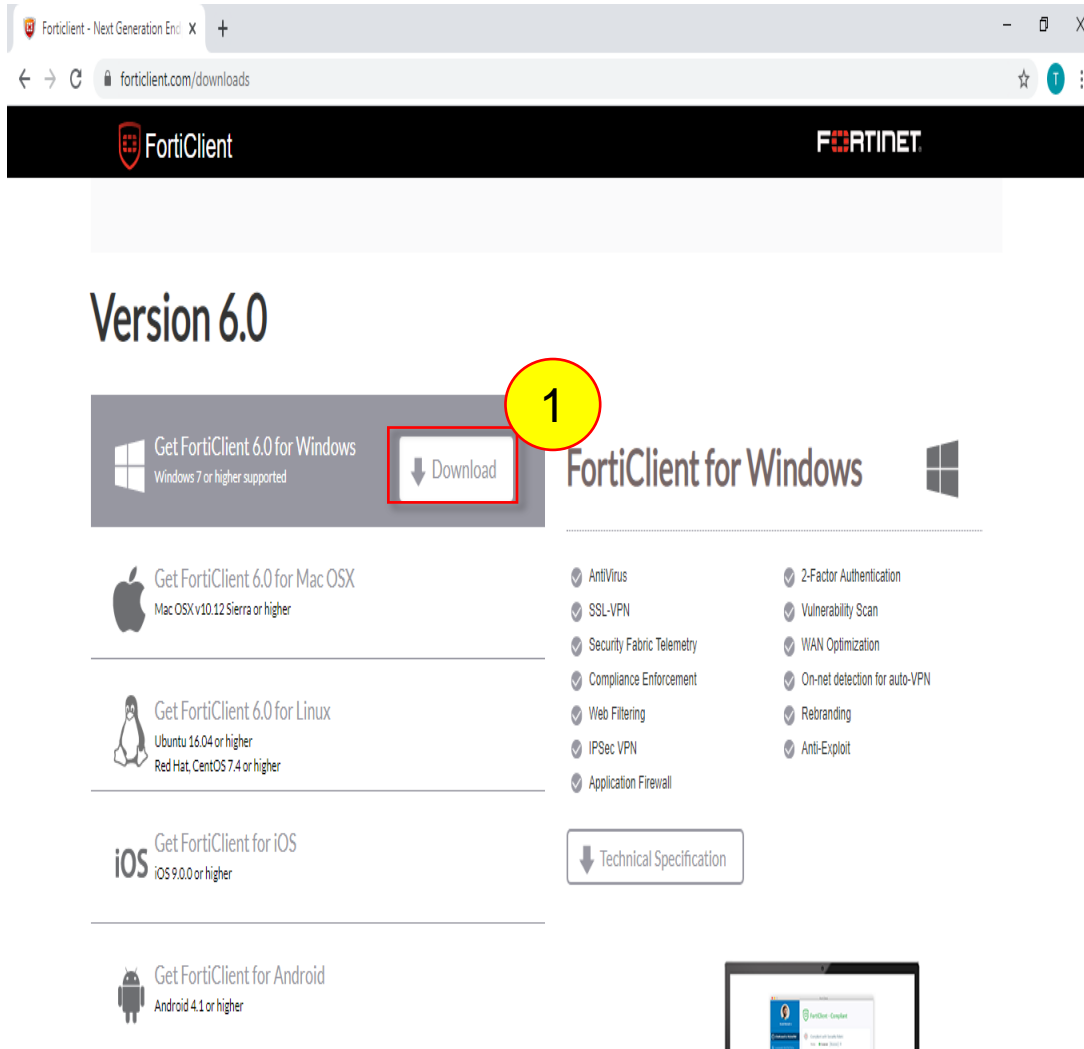 Forticlient - Next Generation End
forticlient.com/downloads
T
FortiClient
FORTINET
Version 6.0
1
Get FortiClient 6.0 for Windows
Windows 7 or higher supported
Download
FortiClient for Windows
Get FortiClient 6.0 for Mac OSX
Mac OSX v10.12 Sierra or higher
Get FortiClient 6.0 for Linux
Ubuntu 16.04 or higher
Red Hat, CentOS 7.4 or higher
iOS
Get FortiClient for iOS
iOS 9.0.0 or higher
Get FortiClient for Android
Android 4.1 or higher
AntiVirus
SSL-VPN
Security Fabric Telemetry
Compliance Enforcement
Web Filtering
IPSec VPN
Application Firewall
2-Factor Authentication
Vulnerability Scan
WAN Optimization
On-net detection for auto-VPN
Rebranding
Anti-Exploit
Technical Specification